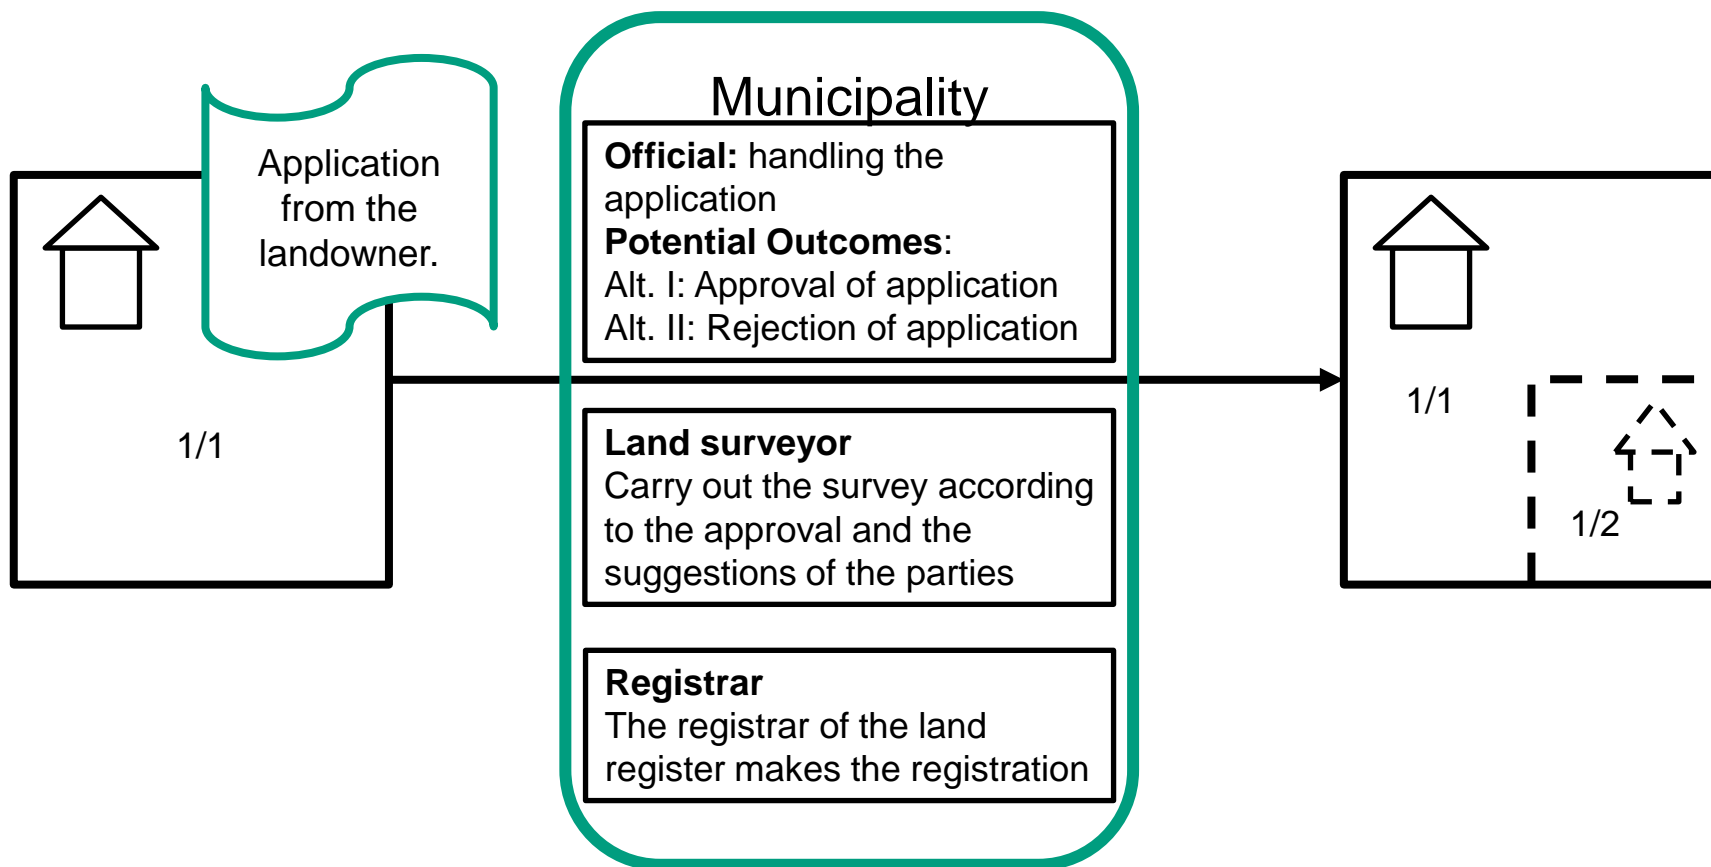 Application
from the
landowner.
1/1
Municipality
Official: handling the
application
Potential Outcomes:
Alt. I: Approval of application
Alt. II: Rejection of application
Land surveyor
Carry out the survey according
to the approval and the
suggestions of the parties
Registrar
The registrar of the land
register makes the registration
1/1
1/2